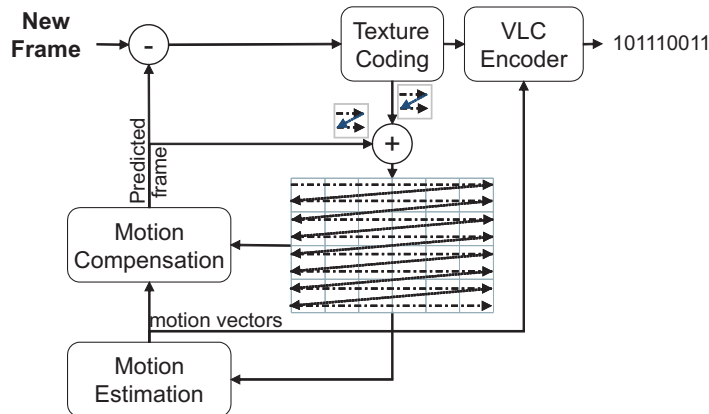 New
Frame
-
Texture
Coding
VLC
Encoder
101110011
+
Predicted
frame
Motion
Compensation
motion vectors
Motion
Estimation